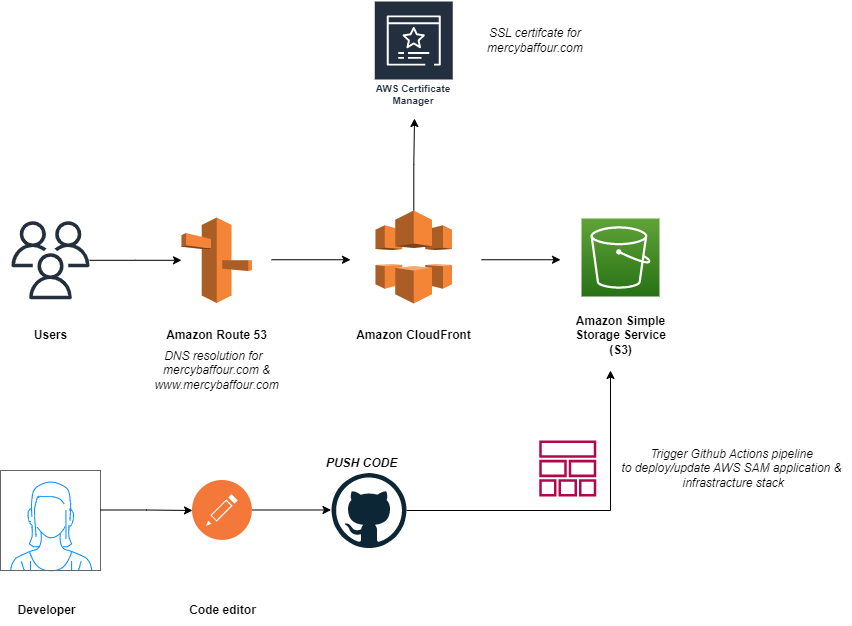 SSL certifcate for
mercybaffour.com
AWS Certificate
Manager
Users
Amazon Route 53
Amazon CloudFront
Amazon Simple
Storage Service
(S3)
DNS resolution for
mercybaffour.com &
www.mercybaffour.com
PUSH CODE
Trigger Github Actions pipeline
to deploy/update AWS SAM application &
infrastracture stack
Developer
Code editor